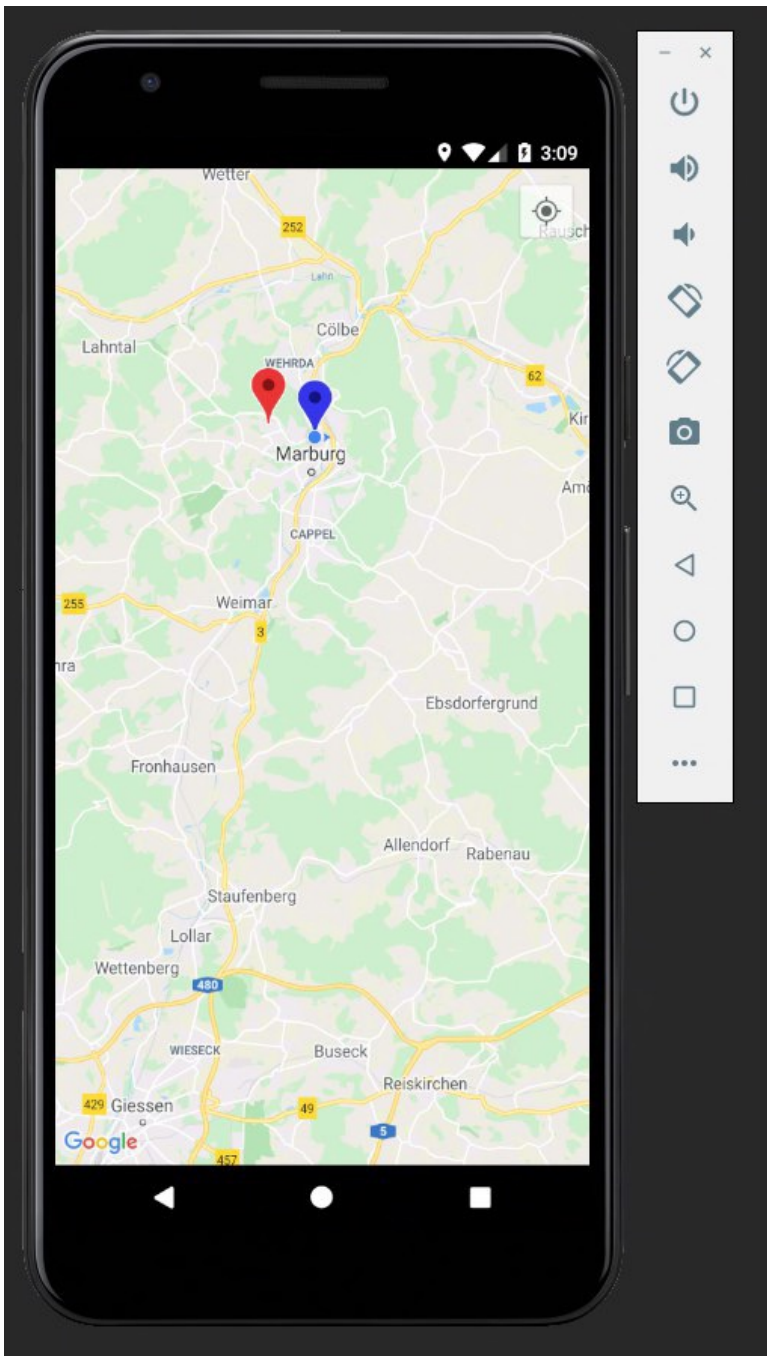 3:09
Wetter
252
Rausch
Lahn
Cölbe
Lahntal
WEHRDA
62
Kir
Marburg
Amö
CAPPEL
255
Weimar
3
nra
Ebsdorfergrund
Fronhausen
Allendorf
Rabenau
Staufenberg
Lollar
Wettenberg
480
WIESECK
Buseck
Reiskirchen
429
Giessen
49
5
Google
457